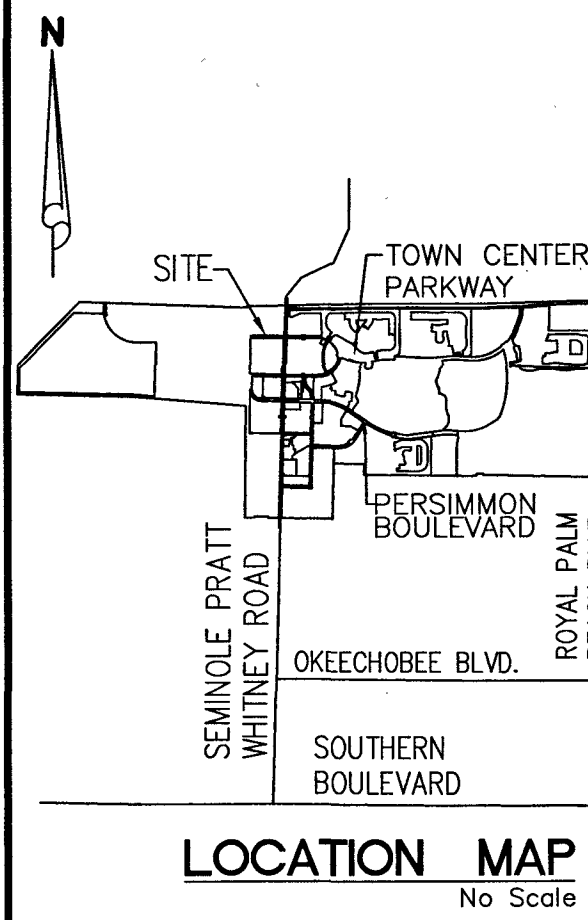 N
SITE
TOWN CENTER
PARKWAY
PERSIMMON
BOULEVARD
SEMINOLE PRATT
WHITNEY ROAD
ROYAL PALM
OKEECHOBEE BLVD.
SOUTHERN
BOULEVARD
LOCATION MAP
No Scale